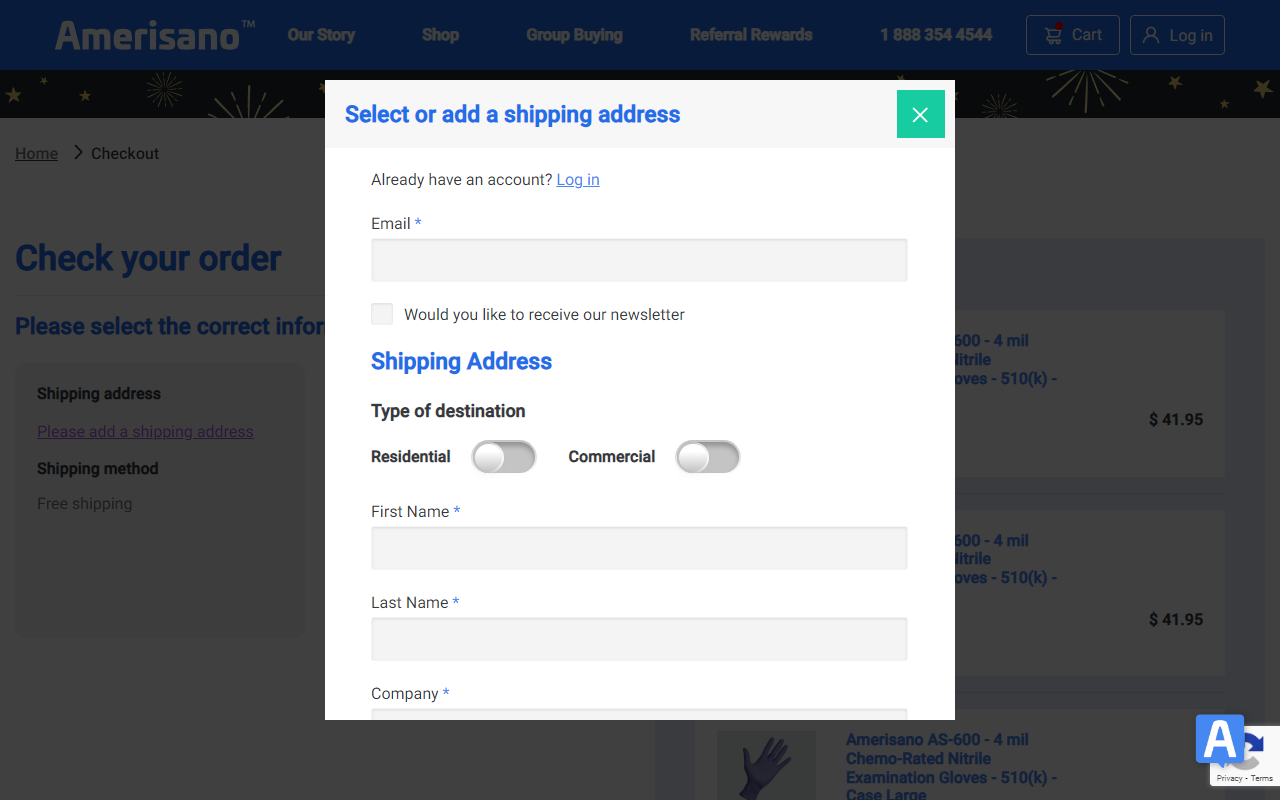 Amerisano™
Our Story
Shop
Group Buying
Referral Rewards
1 888 354 4544
Cart
Log in
Select or add a shipping address
Home
Checkout
Already have an account? Log in
Email *
Check your order
Would you like to receive our newsletter
Please select the correct infor
Shipping Address
Shipping address
Please add a shipping address
Shipping method
Free shipping
Type of destination
Residential
Commercial
First Name *
Last Name *
Company *
600 - 4 mil
Nitrile
oves - 510(k) -
$ 41.95
600 - 4 mil
Nitrile
oves - 510(k) -
$ 41.95
Amerisano AS-600 - 4 mil
Chemo-Rated Nitrile
Examination Gloves - 510(k) -
Case Large
A
Privacy - Terms